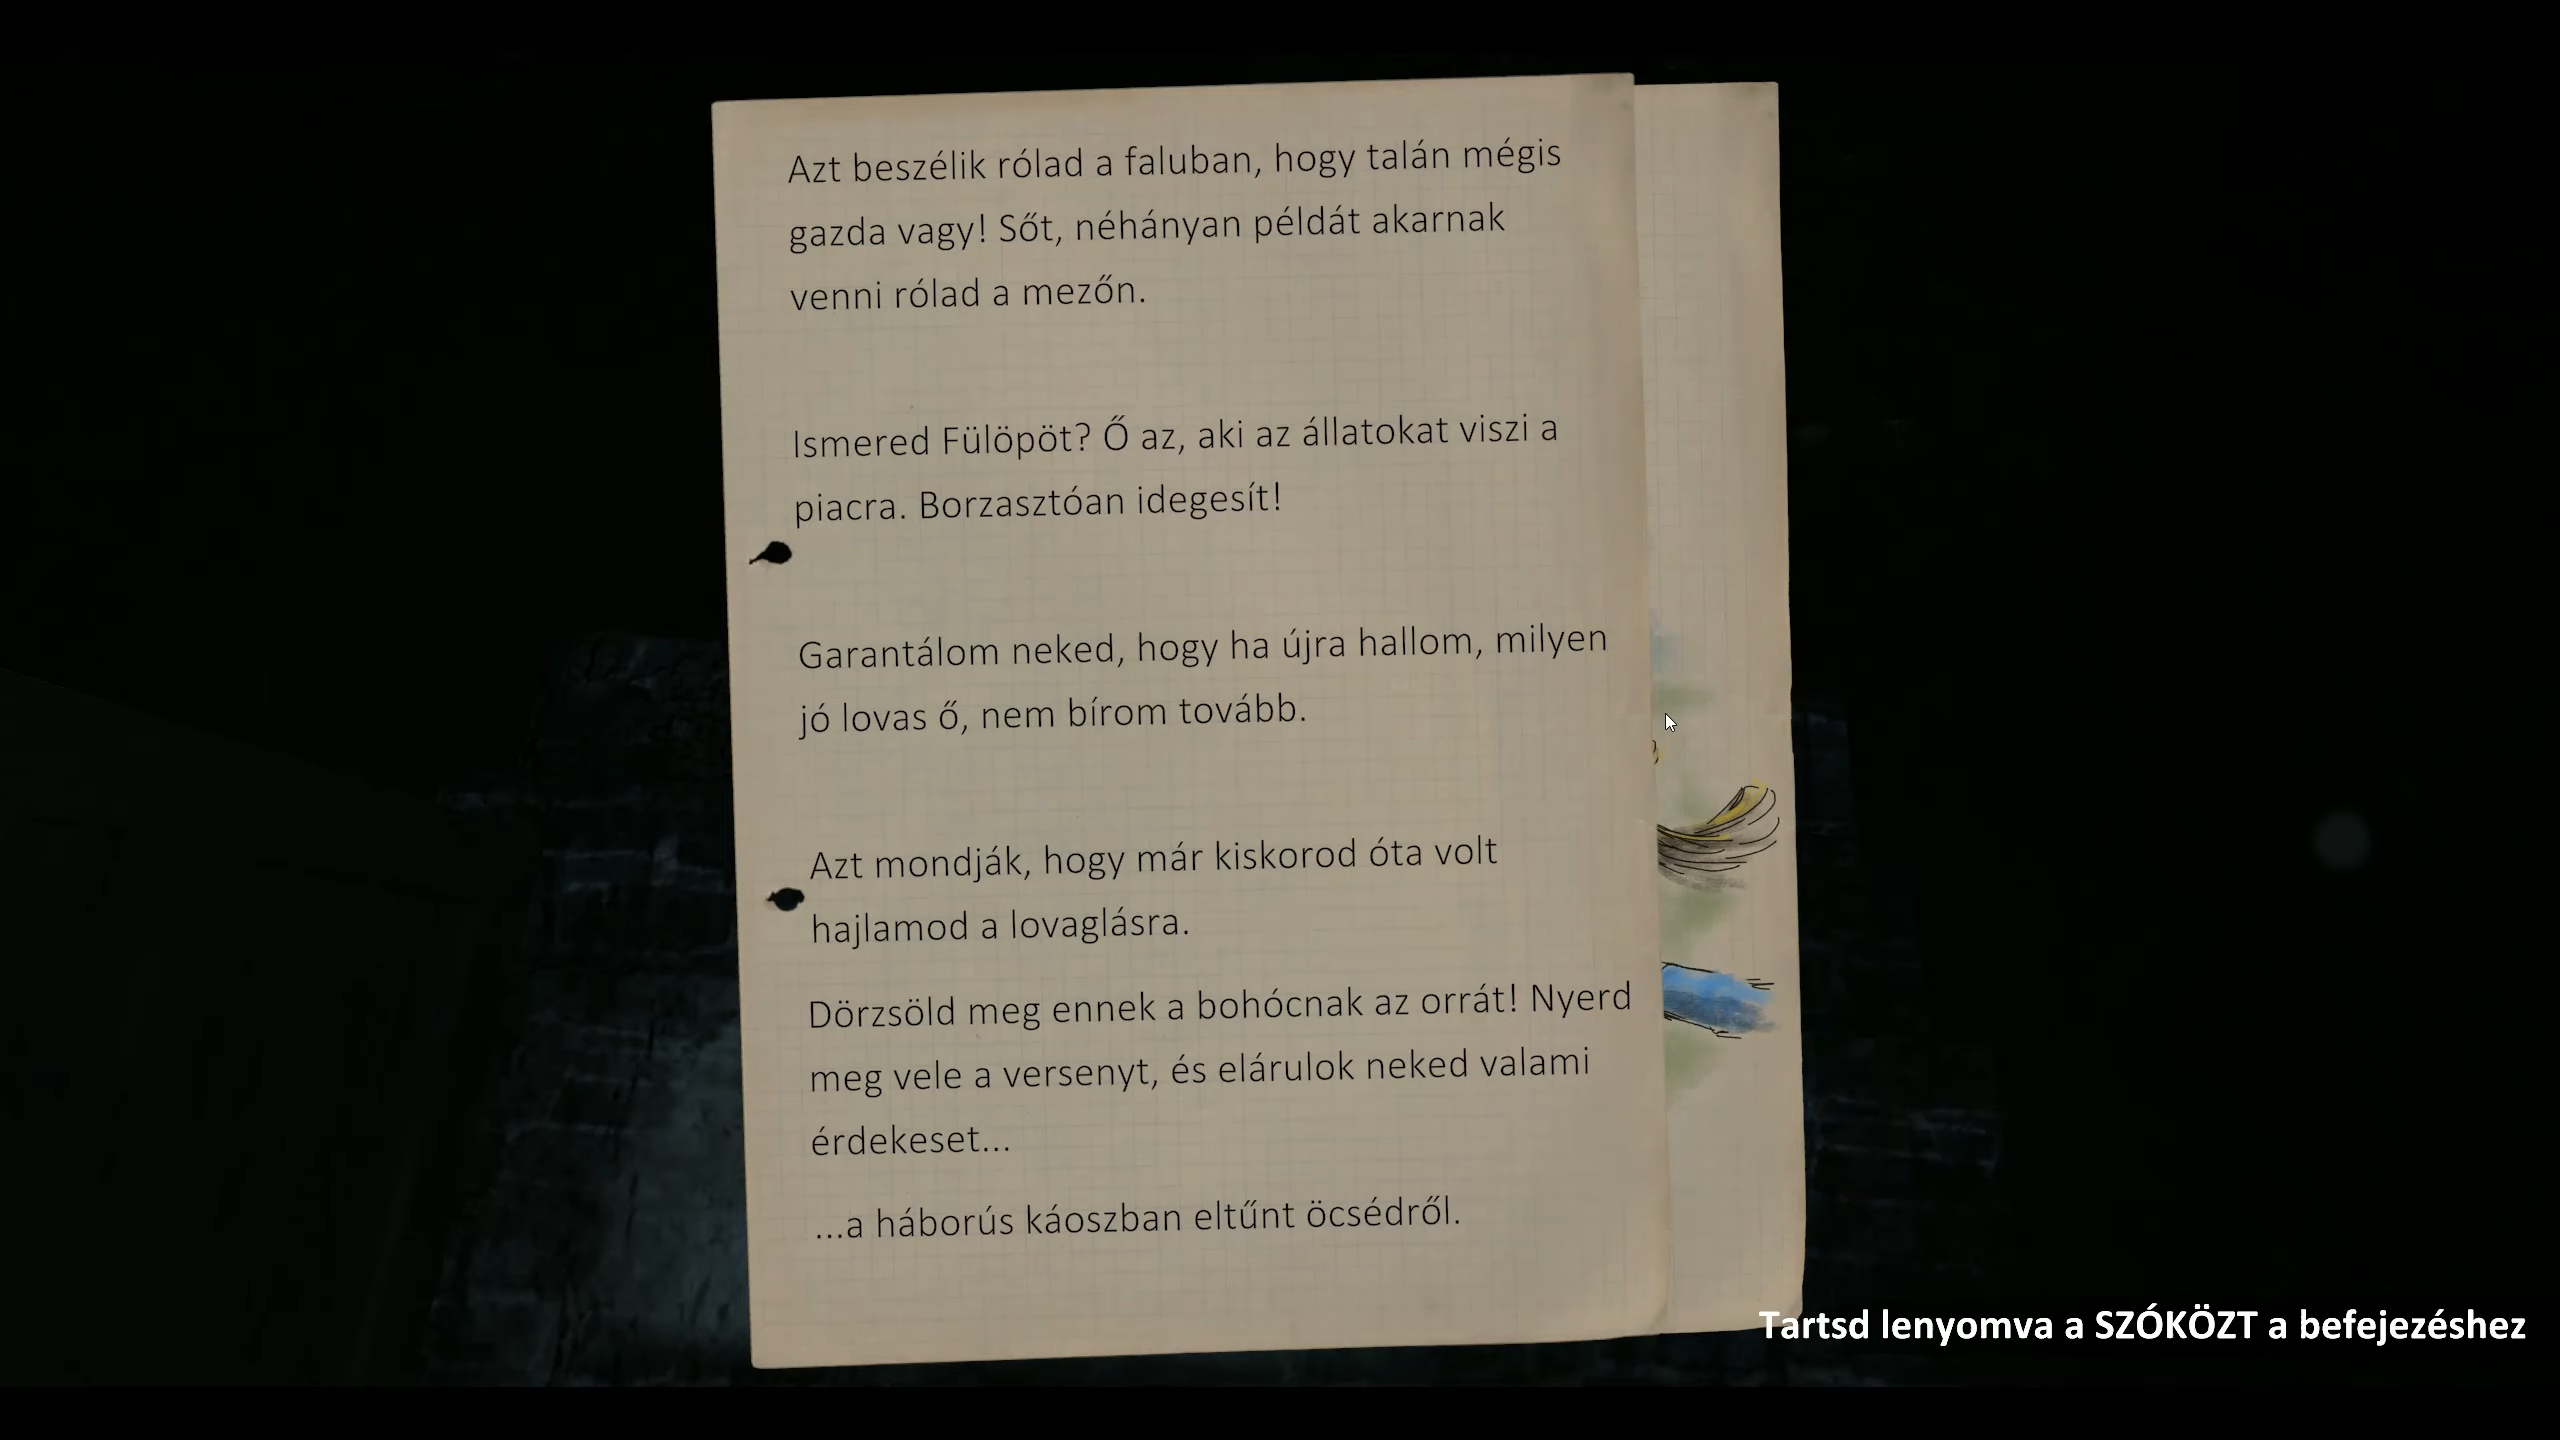 Azt beszélik rólad a faluban, hogy talán mégis
gazda vagy! Sőt, néhányan példát akarnak
venni rólad a mezőn.
Ismered Fülöpöt? Ő az, aki az állatokat viszi a
piacra. Borzasztóan idegesít!
Garantálom neked, hogy ha újra hallom, milyen
jó lovas ő, nem bírom tovább.
Azt mondják, hogy már kiskorod óta volt
hajlamod a lovaglásra.
Dörzsöld meg ennek a bohócnak az orrát! Nyerd
meg vele a versenyt, és elárulok neked valami
érdekeset...
...a háborús káoszban eltűnt öcsédről.
Tartsd lenyomva a SZÓKÖZT a befejezéshez